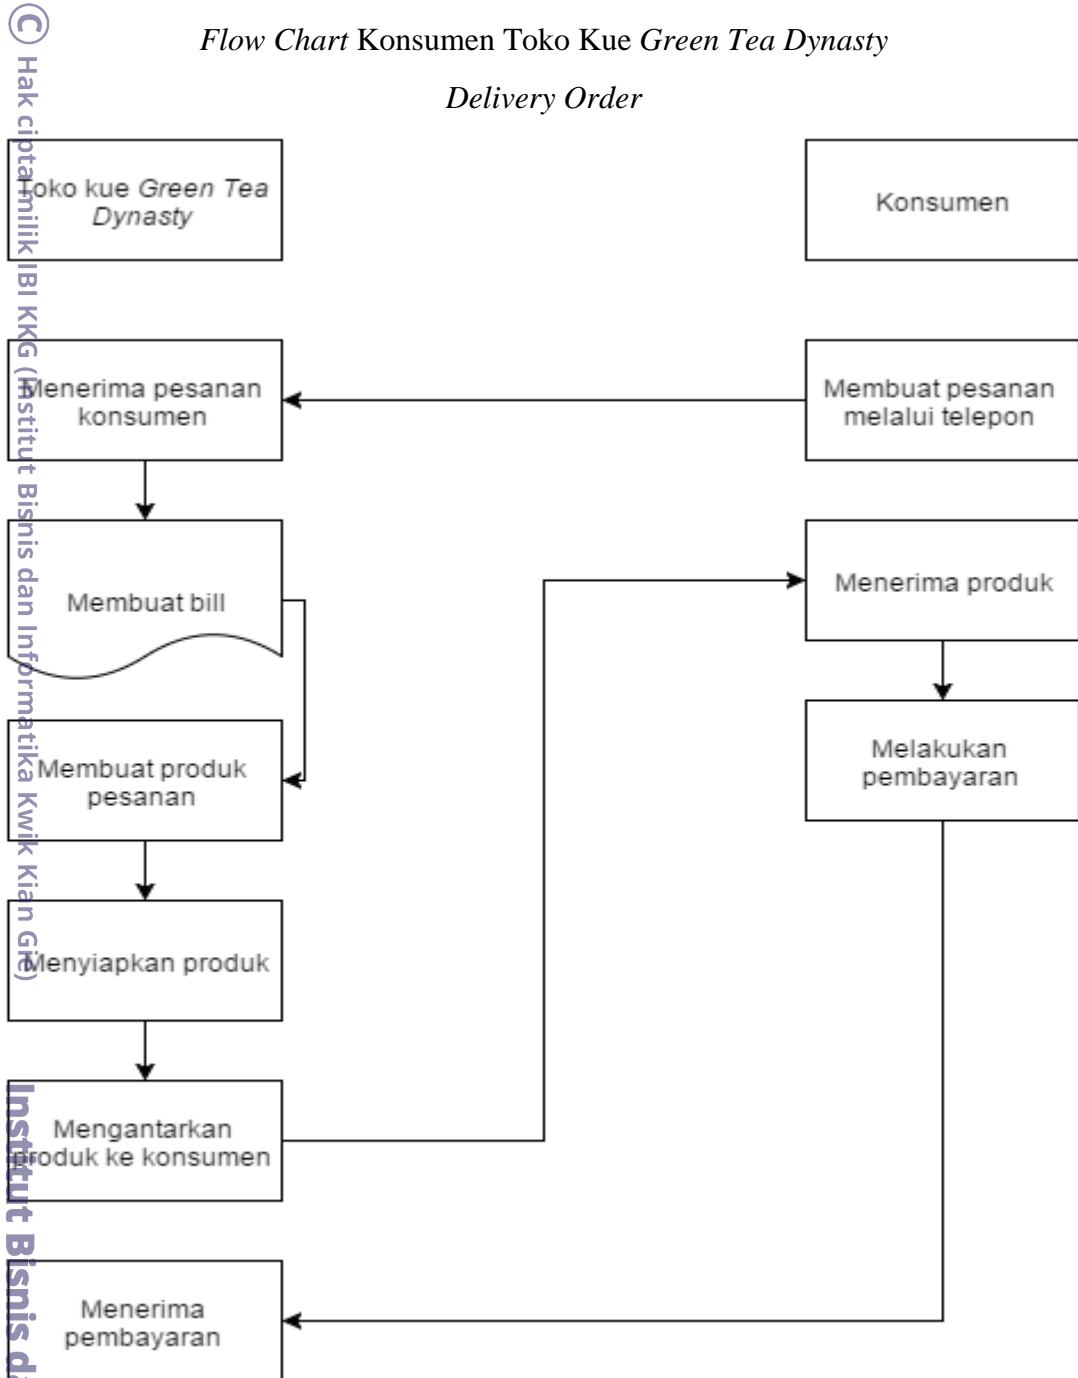 Flow Chart Konsumen Toko Kue Green Tea Dynasty
Delivery Order
Toko kue Green Tea
Dynasty
Konsumen
Menerima pesanan
konsumen
Membuat pesanan
melalui telepon
Membuat bill
Menerima produk
Membuat produk
pesanan
Melakukan
pembayaran
Menyiapkan produk
Mengantarkan
produk ke konsumen
Menerima
pembayaran
© Hak cipta milik IBI KKG (Institut Bisnis dan Informatika Kwik Kian Gie)
Institut Bisnis